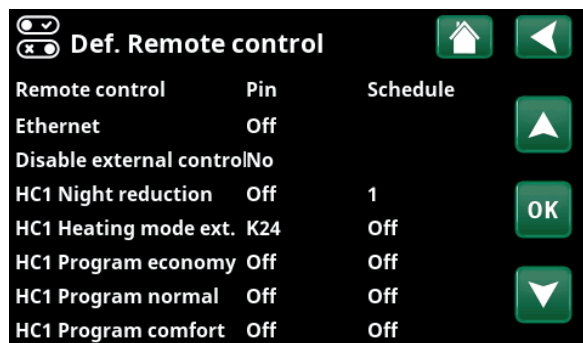 Def. Remote control
Remote control Pin Schedule
Ethernet Off
Disable external control No
HC1 Night reduction Off 1
HC1 Heating mode ext. K24 Off
HC1 Program economy Off Off
HC1 Program normal Off Off
HC1 Program comfort Off Off
OK